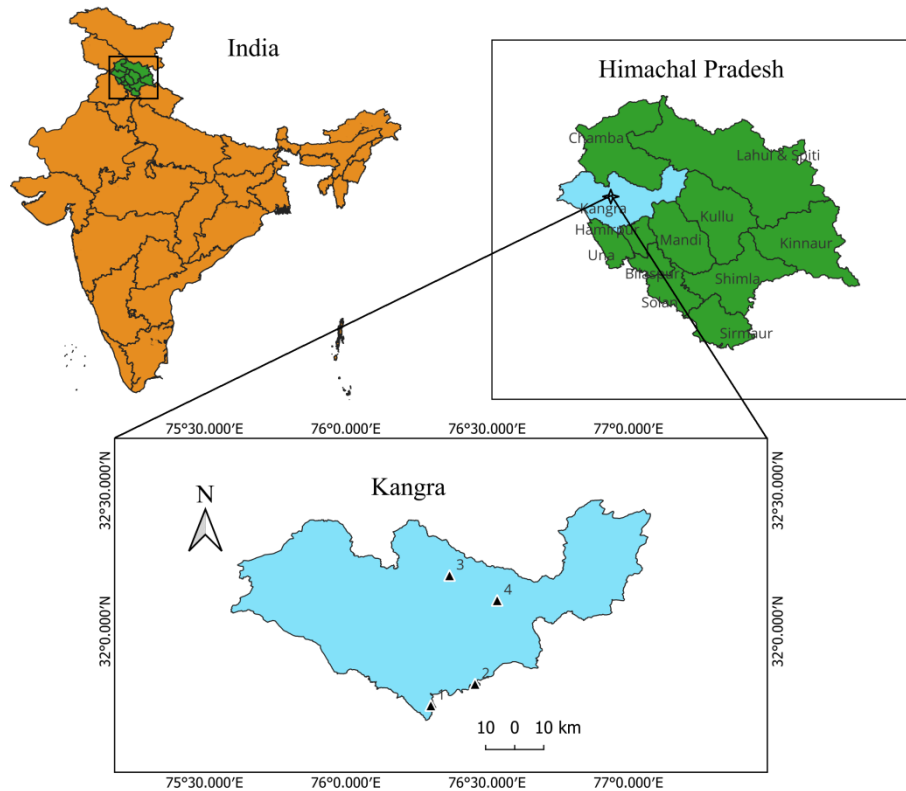 India
Himachal Pradesh
Chamba
Lahul & Spiti
Kangra
Kullu
Hamirpur
Mandi
Kinnaur
Una
Bilaspur
Shimla
Solan
Sirmaur
75°30.000'E 76°0.000'E 76°30.000'E 77°0.000'E
32°30.000'N
32°30.000'N
Kangra
N
3
4
32°0.000'N
32°0.000'N
2
1
10 0 10 km
75°30.000'E 76°0.000'E 76°30.000'E 77°0.000'E